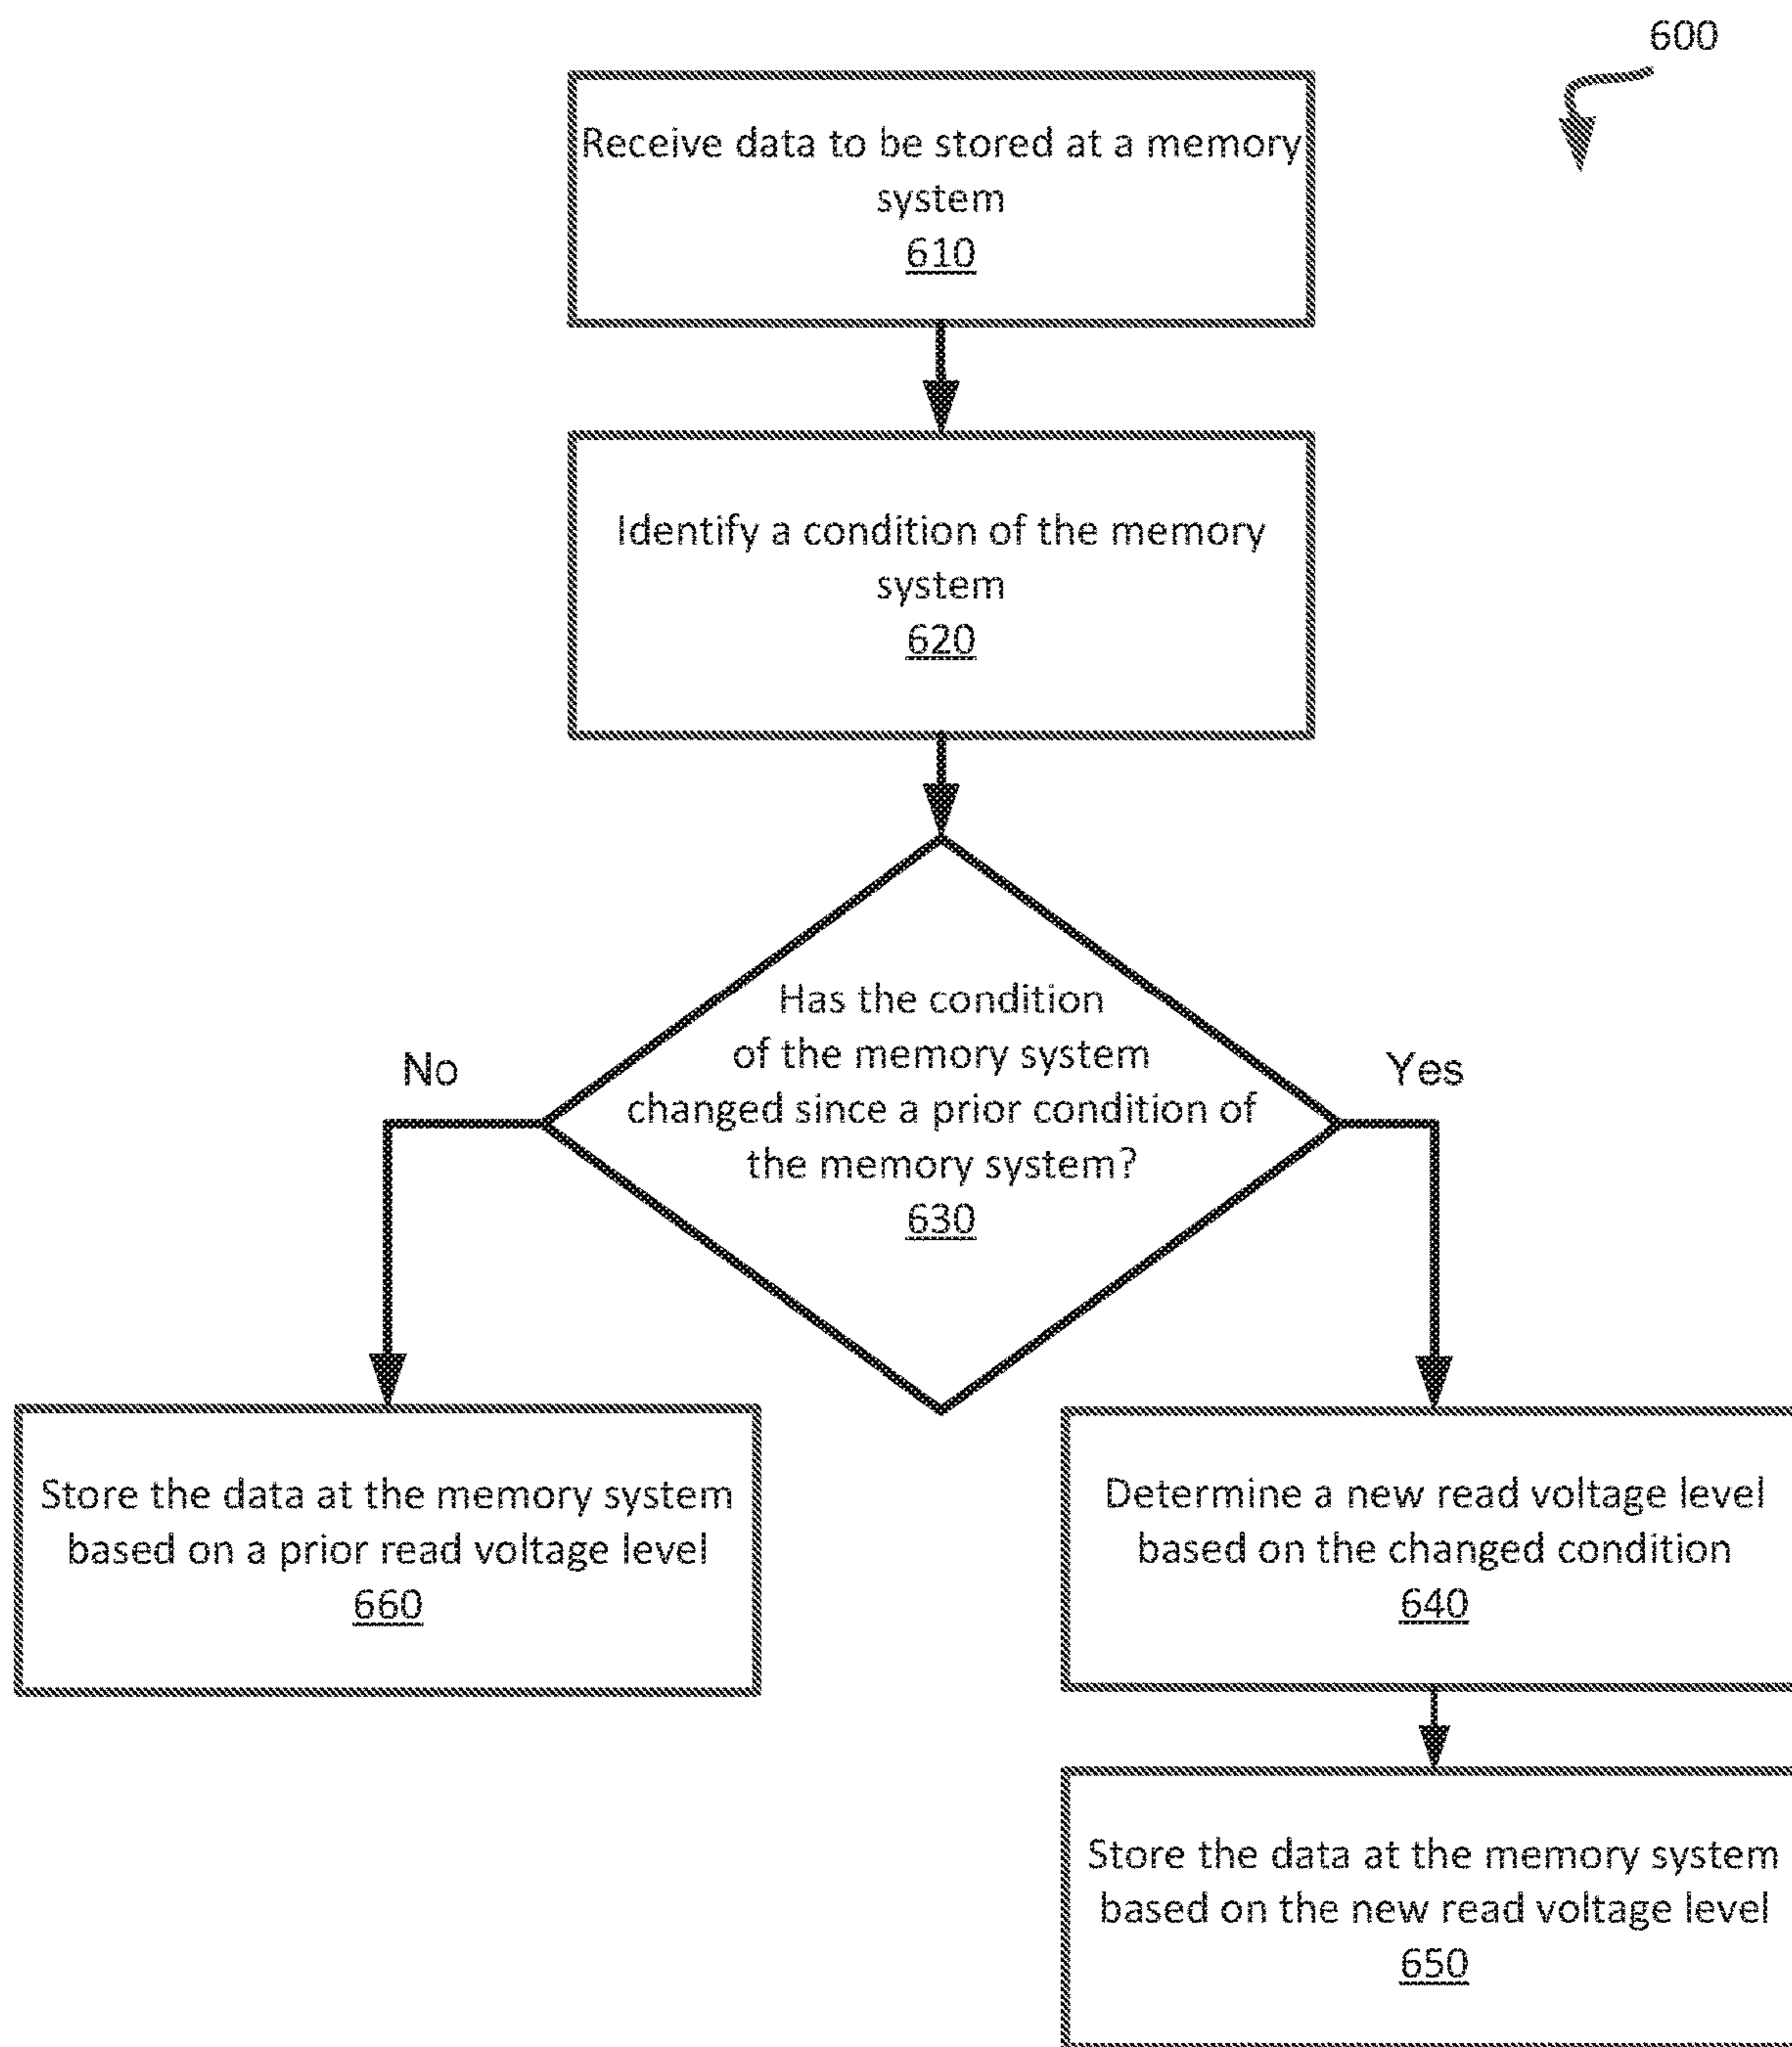 600
Receive data to be stored at a memory
system
610
Identify a condition of the memory
system
620
Has the condition
of the memory system
changed since a prior condition of
the memory system?
630
No
Yes
Store the data at the memory system
based on a prior read voltage level
660
Determine a new read voltage level
based on the changed condition
640
Store the data at the memory system
based on the new read voltage level
650